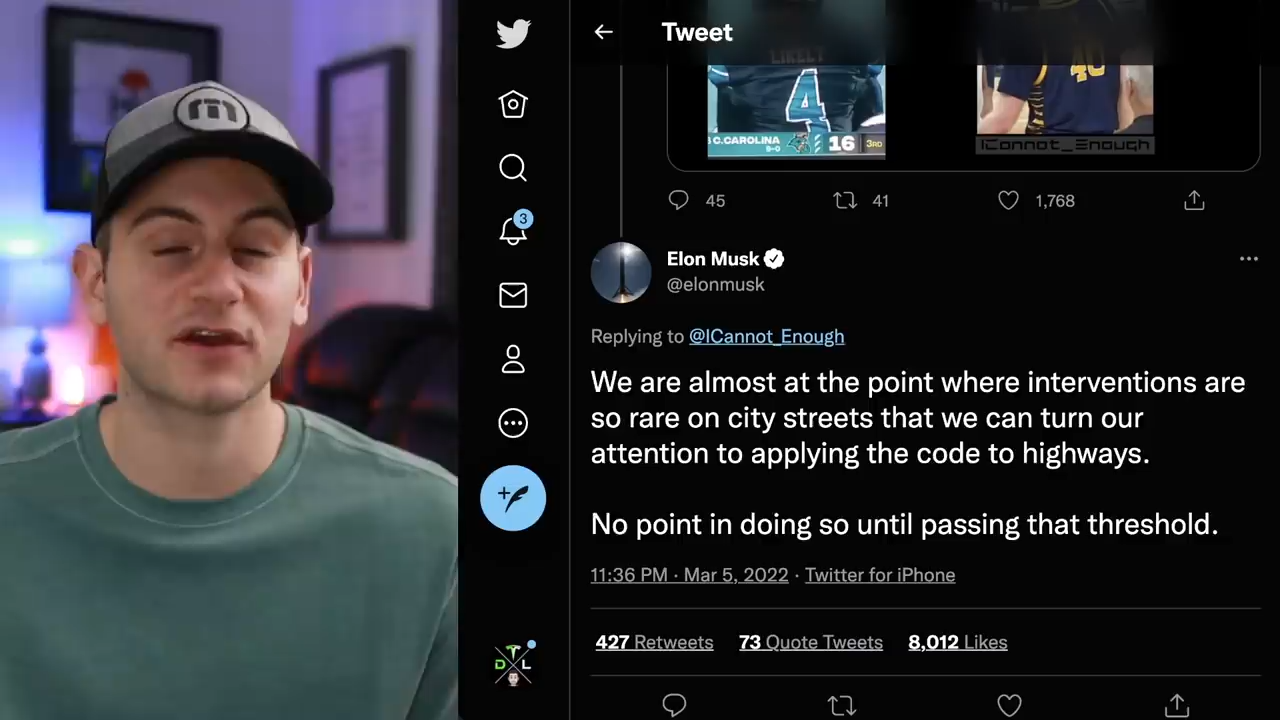 Tweet
LIKELY
4
S C.CAROLINA
16
3RD
40
ICannot_Enough
45
41
1,768
3
Elon Musk
@elonmusk
Replying to @ICannot_Enough
We are almost at the point where interventions are
so rare on city streets that we can turn our
attention to applying the code to highways.
No point in doing so until passing that threshold.
11:36 PM · Mar 5, 2022 · Twitter for iPhone
427 Retweets
73 Quote Tweets
8,012 Likes
D L